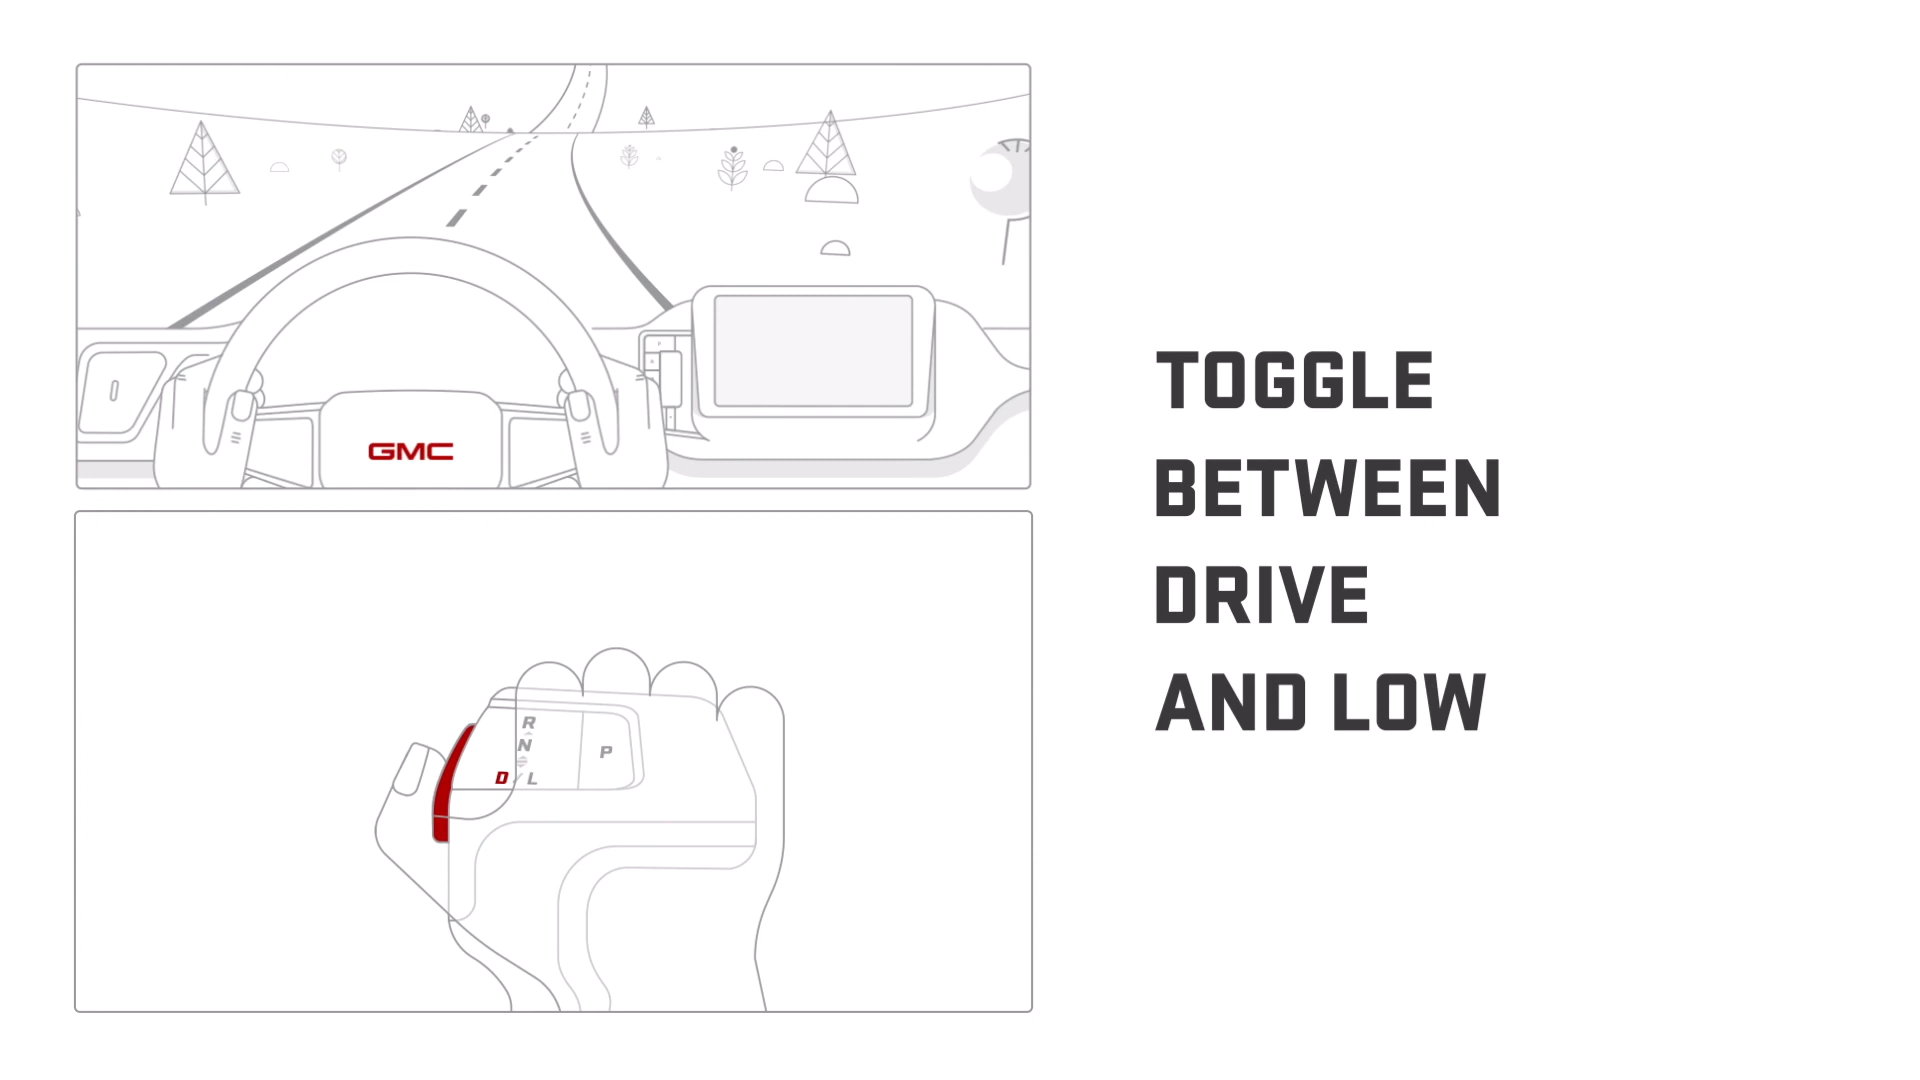 GMC
TOGGLE
BETWEEN
DRIVE
AND LOW
R
N
P
D / L